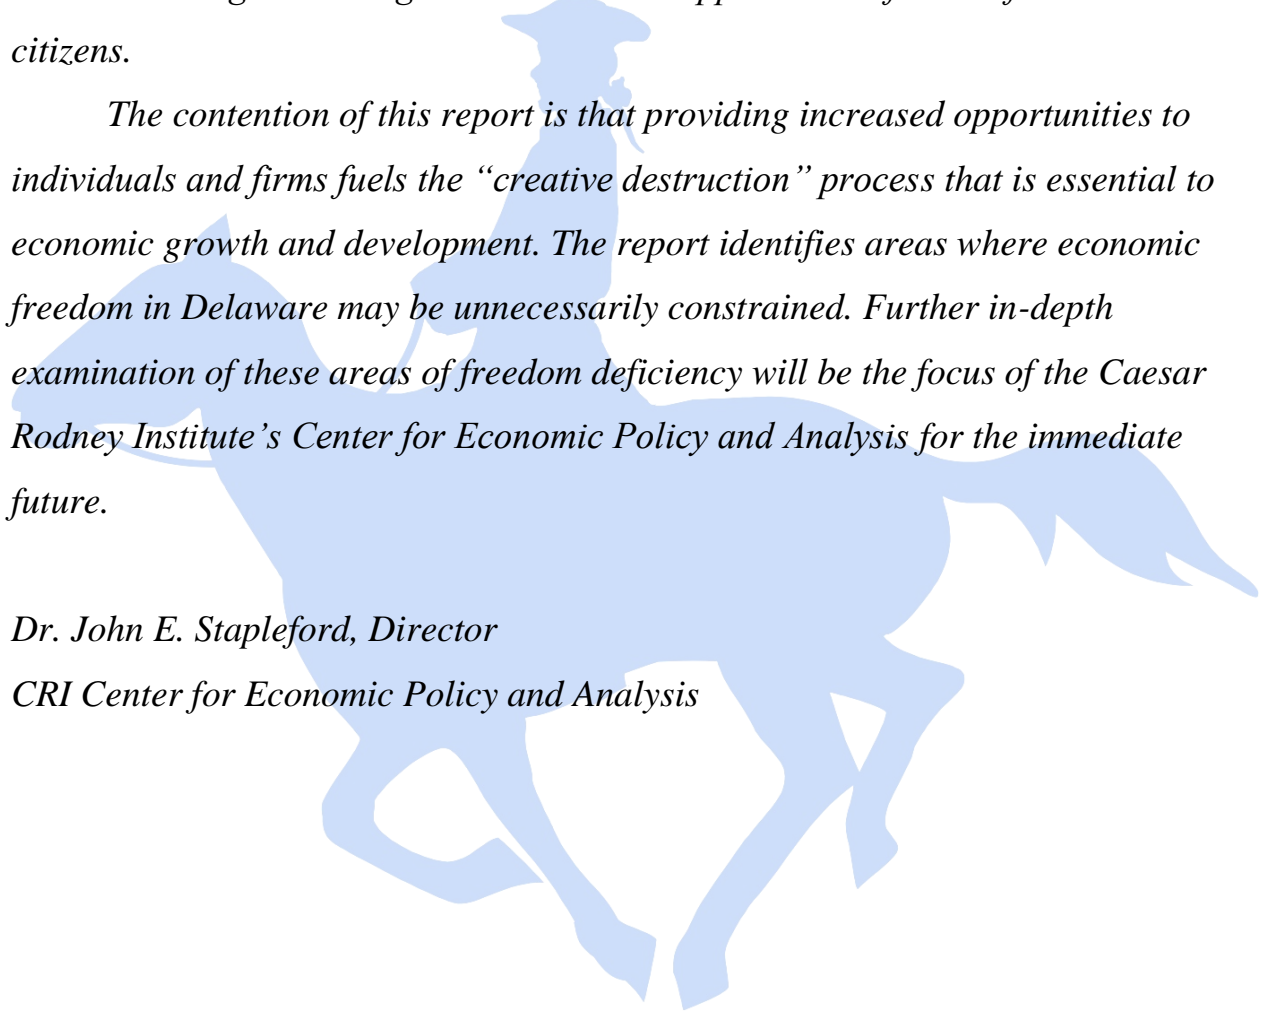 citizens.
The contention of this report is that providing increased opportunities to
individuals and firms fuels the “creative destruction” process that is essential to
economic growth and development. The report identifies areas where economic
freedom in Delaware may be unnecessarily constrained. Further in-depth
examination of these areas of freedom deficiency will be the focus of the Caesar
Rodney Institute’s Center for Economic Policy and Analysis for the immediate
future.
Dr. John E. Stapleford, Director
CRI Center for Economic Policy and Analysis